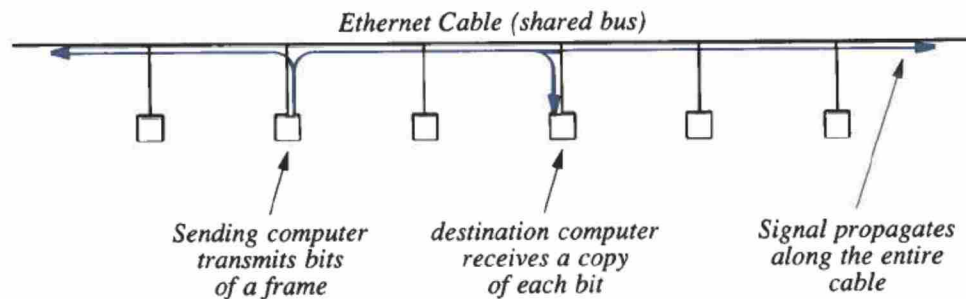 Ethernet Cable (shared bus)
Sending computer
transmits bits
of a frame
destination computer
receives a copy
of each bit
Signal propagates
along the entire
cable